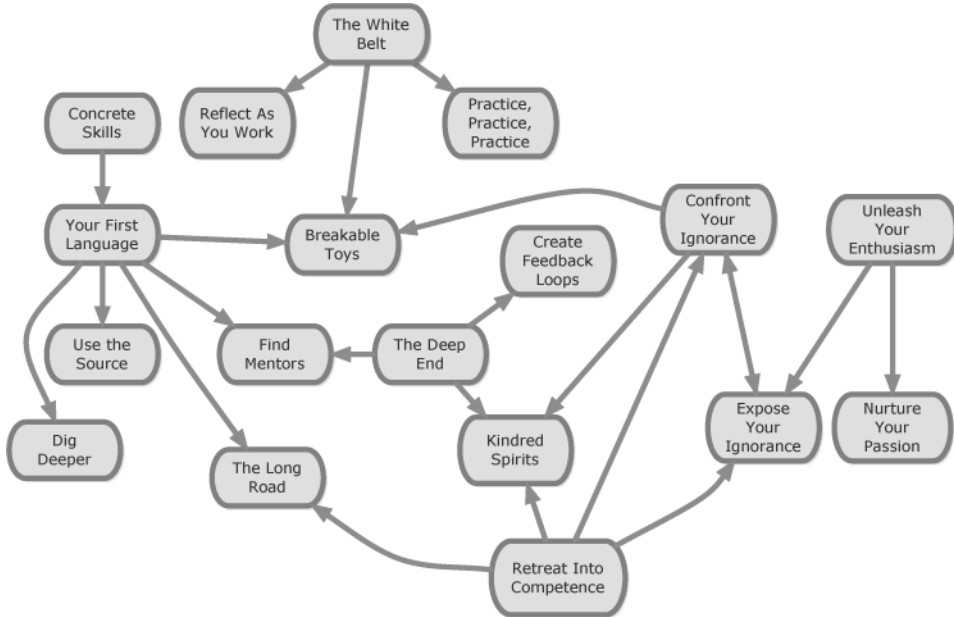 The White
Belt
Reflect As
You Work
Practice,
Practice,
Practice
Concrete
Skills
Your First
Language
Breakable
Toys
Confront
Your
Ignorance
Unleash
Your
Enthusiasm
Create
Feedback
Loops
Use the
Source
Find
Mentors
The Deep
End
Dig
Deeper
The Long
Road
Kindred
Spirits
Expose
Your
Ignorance
Nurture
Your
Passion
Retreat Into
Competence